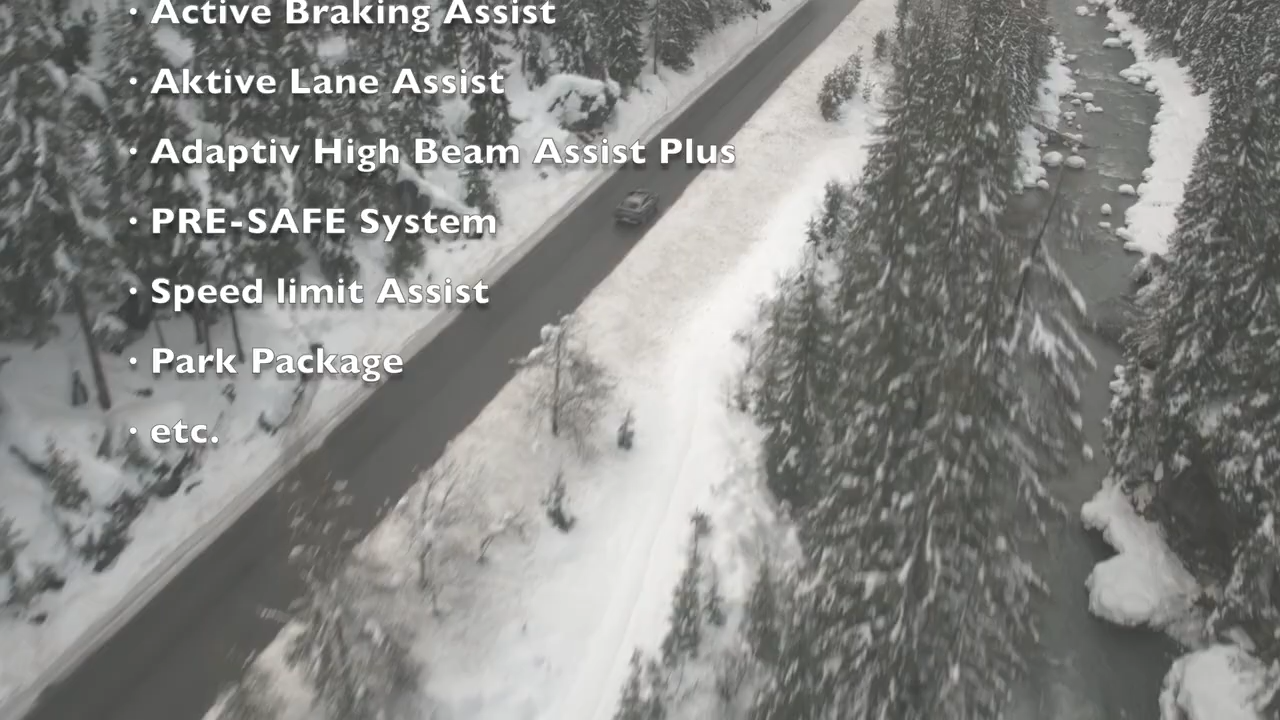 · Active Braking Assist
· Aktive Lane Assist
· Adaptiv High Beam Assist Plus
· PRE-SAFE System
· Speed limit Assist
· Park Package
· etc.